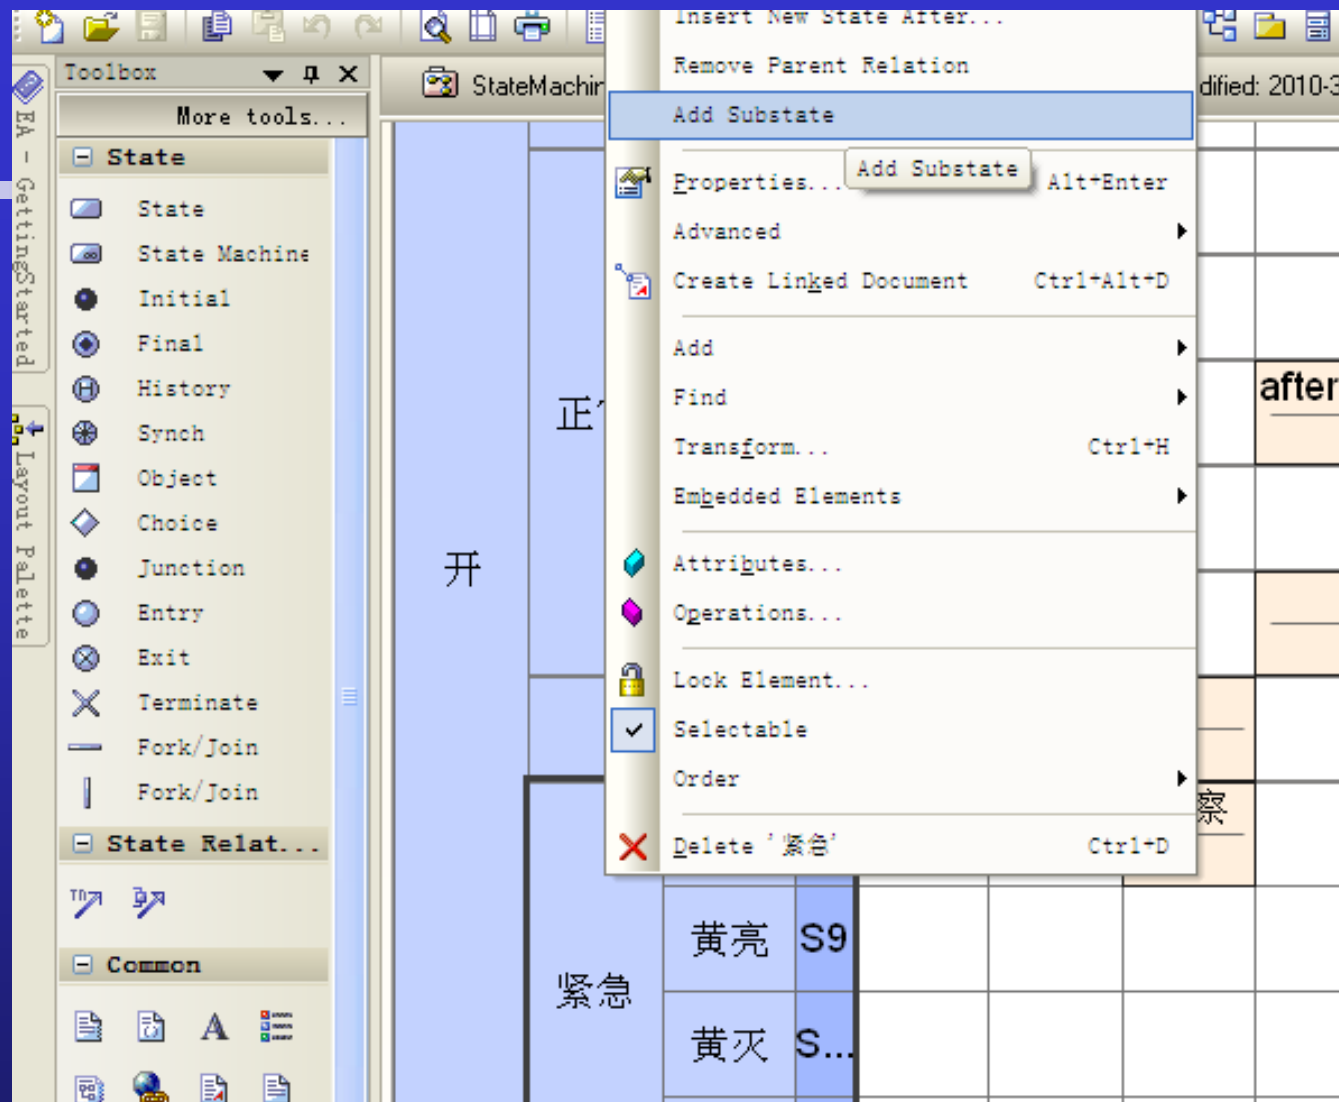 Insert New State After...
Toolbox
Remove Parent Relation
StateMachin
dified: 2010-3
More tools...
Add Substate
State
Add Substate
Properties... Alt+Enter
State
Advanced
State Machine
Create Linked Document Ctrl+Alt+D
Initial
Final
Add
History
Find
after
正
Synch
Transform... Ctrl+H
Object
Embedded Elements
Choice
Junction
Attributes...
开
Entry
Operations...
Exit
Lock Element...
Terminate
Selectable
Fork/Join
Order
Fork/Join
察
State Relat...
Delete '紧急' Ctrl+D
黄亮 S9
Common
紧急
黄灭 S...
EA - GettingStarted
Layout Palette